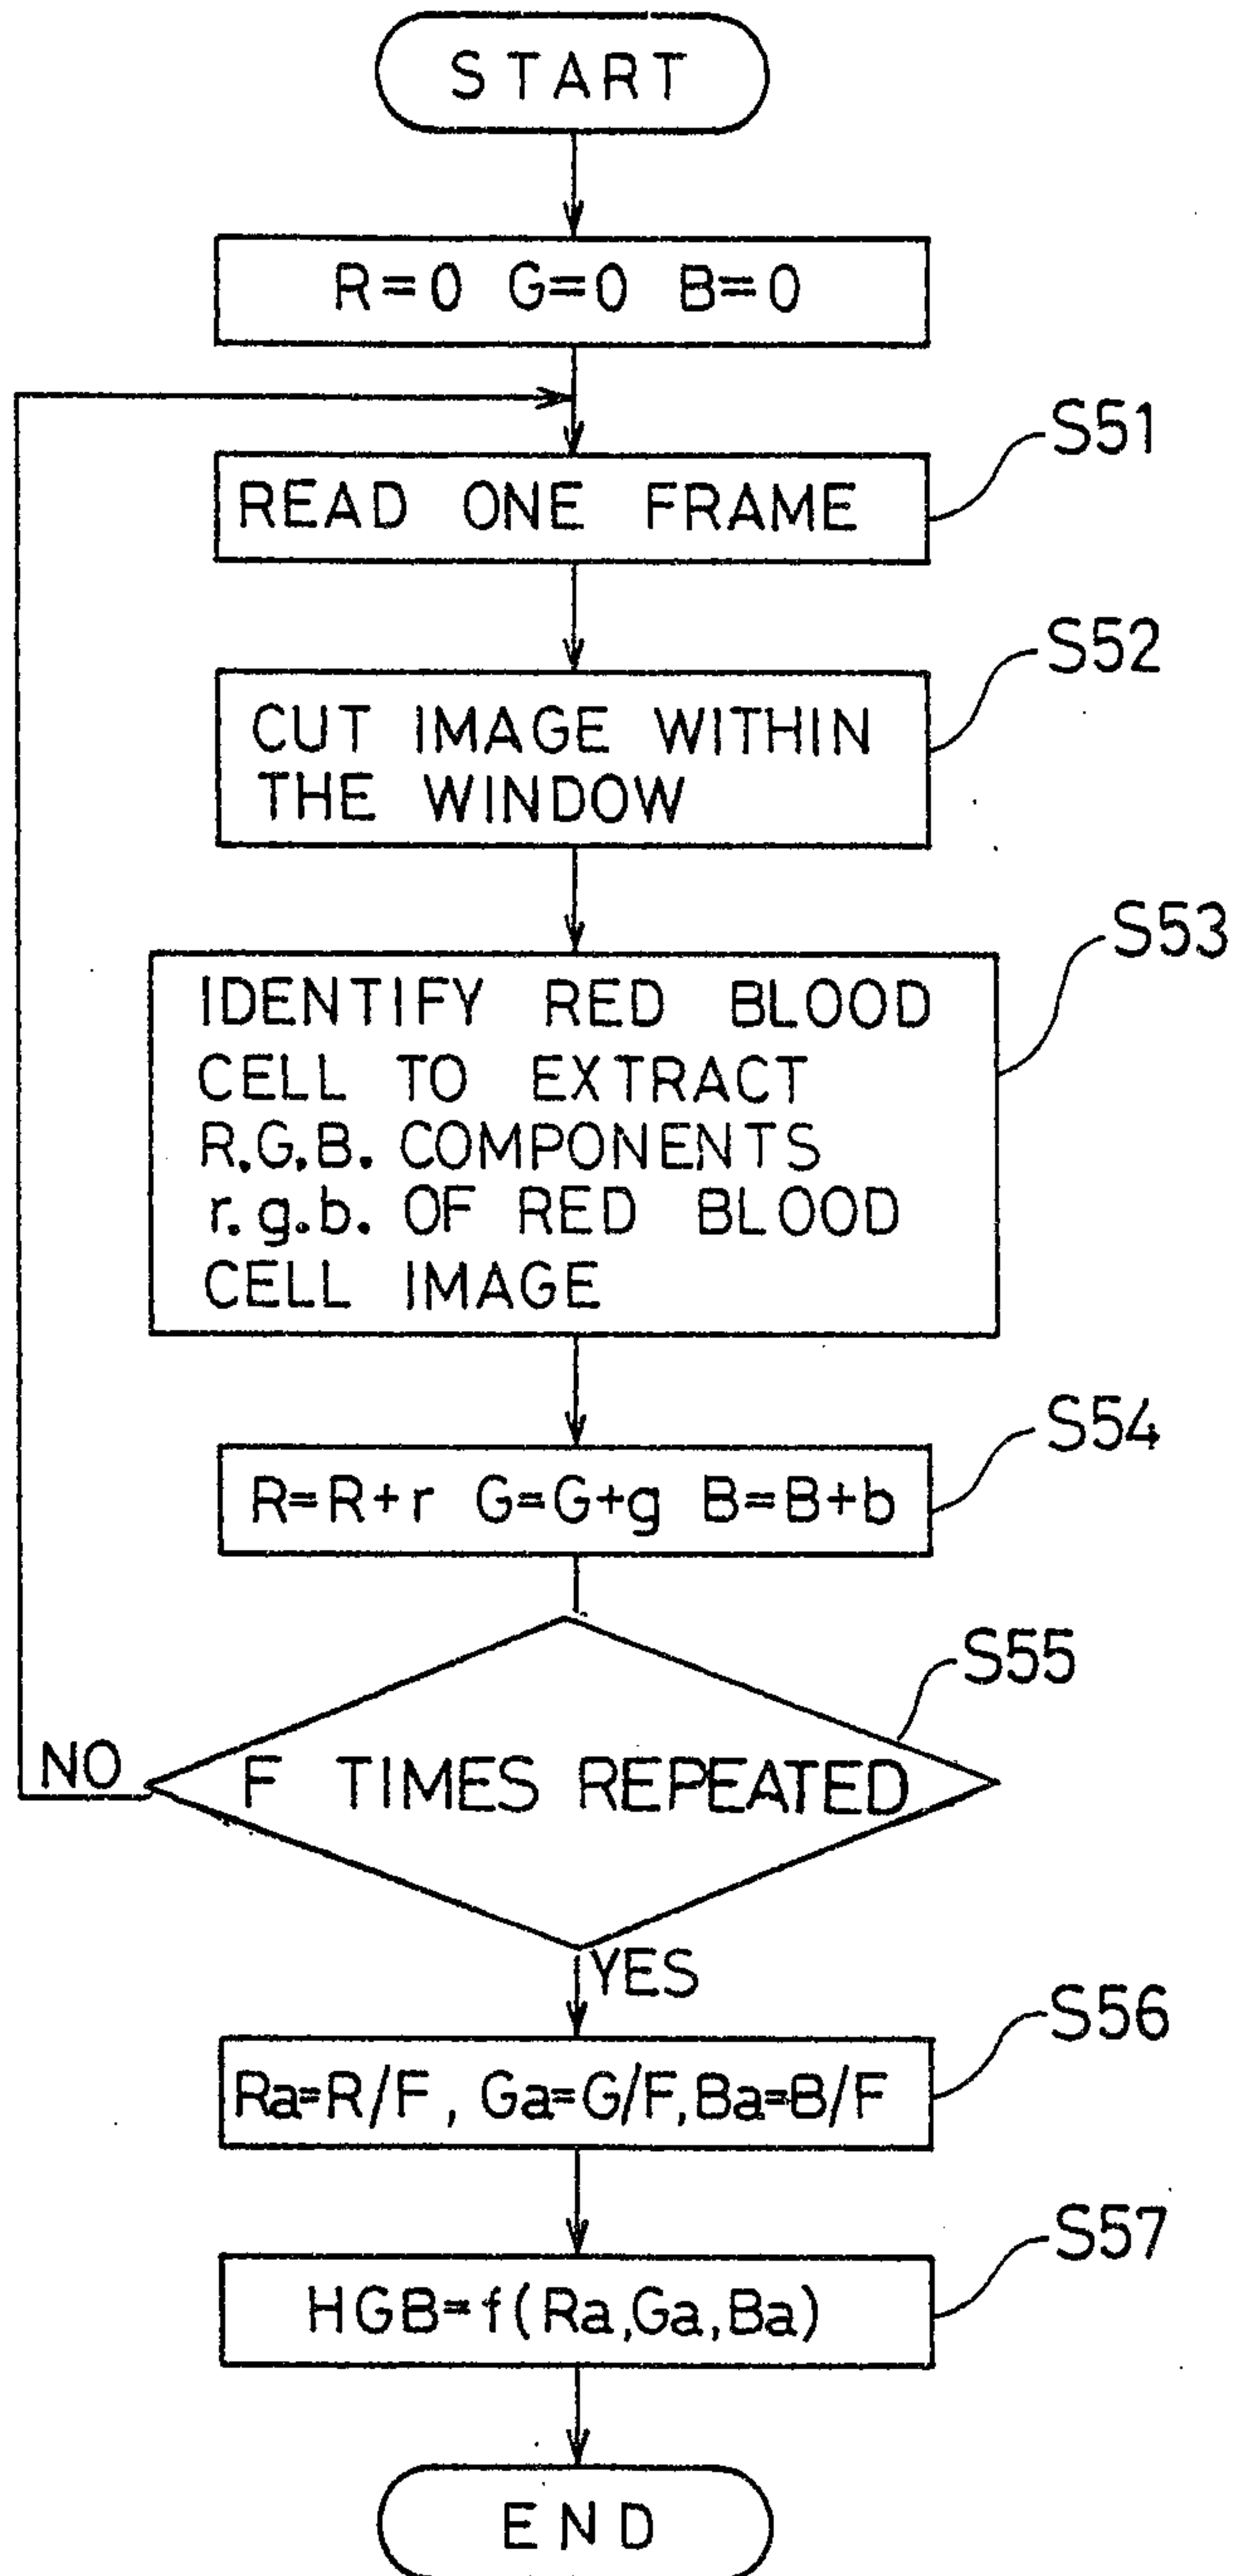 START
R=0 G=0 B=0
S51
READ ONE FRAME
S52
CUT IMAGE WITHIN
THE WINDOW
S53
IDENTIFY RED BLOOD
CELL TO EXTRACT
R.G.B. COMPONENTS
r.g.b. OF RED BLOOD
CELL IMAGE
S54
R=R+r G=G+g B=B+b
S55
NO
F TIMES REPEATED
YES
S56
Ra=R/F, Ga=G/F, Ba=B/F
S57
HGB=f(Ra,Ga,Ba)
END